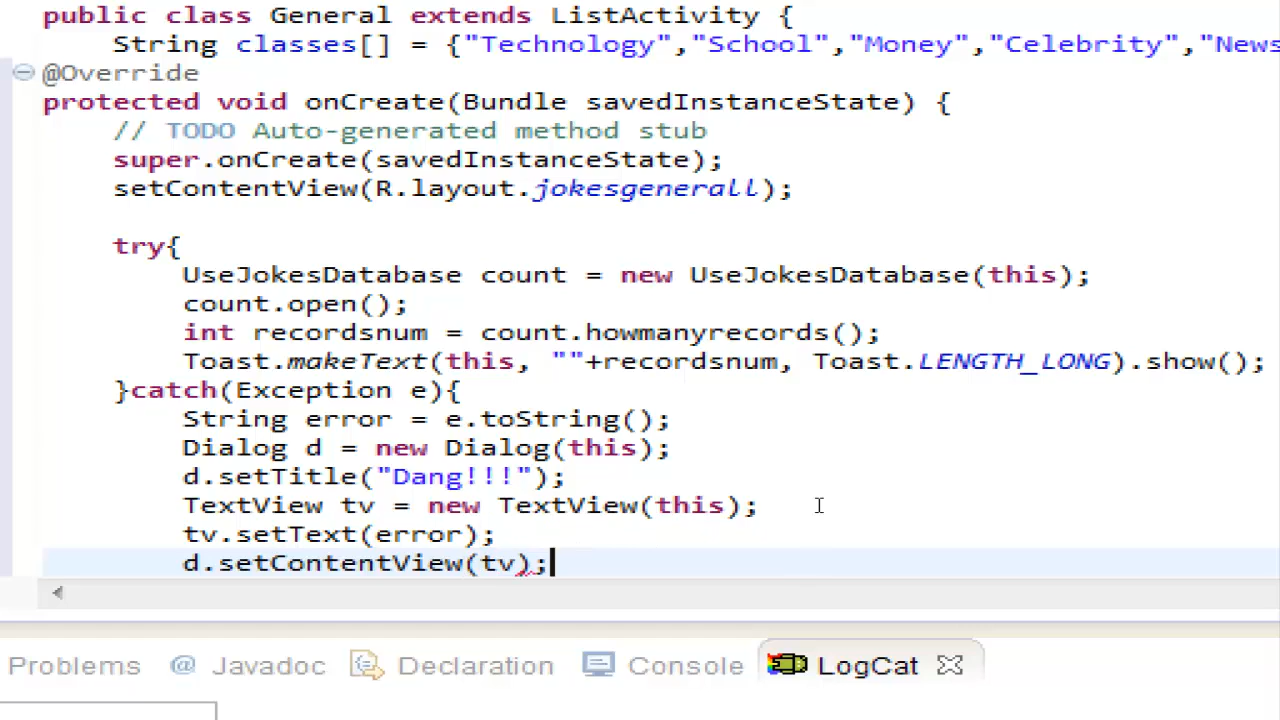 public class General extends ListActivity {
String classes[] = {"Technology","School","Money","Celebrity","News
@Override
protected void onCreate(Bundle savedInstanceState) {
// TODO Auto-generated method stub
super.onCreate(savedInstanceState);
setContentView(R.layout.jokesgenerall);
try{
UseJokesDatabase count = new UseJokesDatabase(this);
count.open();
int recordsnum = count.howmanyrecords();
Toast.makeText(this, ""+recordsnum, Toast.LENGTH_LONG).show();
}catch(Exception e){
String error = e.toString();
Dialog d = new Dialog(this);
d.setTitle("Dang!!!");
TextView tv = new TextView(this);
tv.setText(error);
d.setContentView(tv);
Problems @ Javadoc Declaration Console LogCat